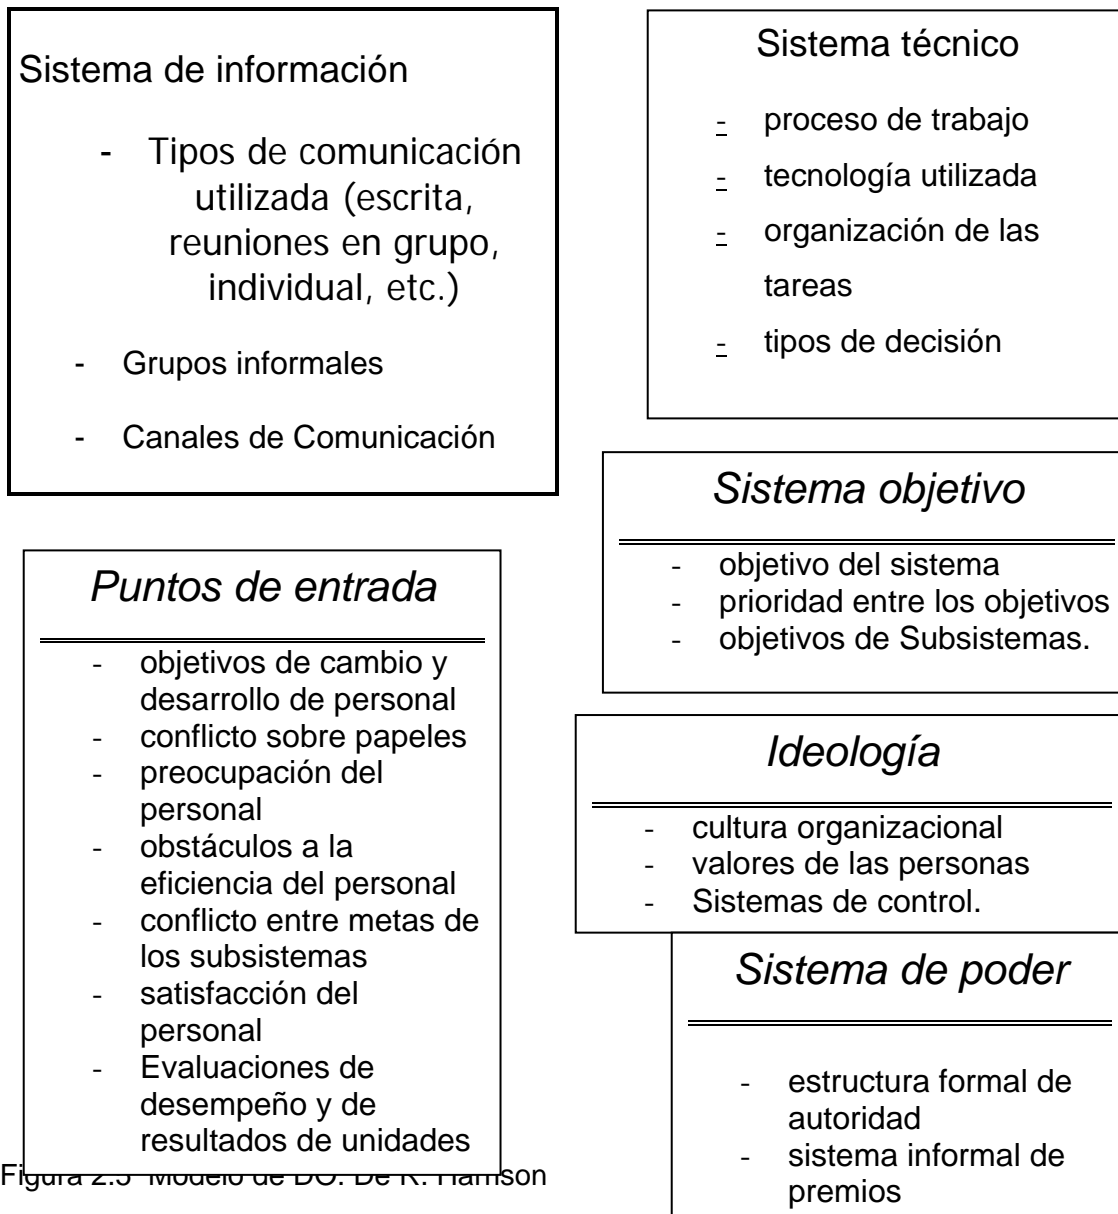 Sistema de información
- Tipos de comunicación
utilizada (escrita,
reuniones en grupo,
individual, etc.)
- Grupos informales
- Canales de Comunicación
Sistema técnico
- proceso de trabajo
- tecnología utilizada
- organización de las
tareas
- tipos de decisión
Sistema objetivo
- objetivo del sistema
- prioridad entre los objetivos
- objetivos de Subsistemas.
Puntos de entrada
- objetivos de cambio y
desarrollo de personal
- conflicto sobre papeles
- preocupación del
personal
- obstáculos a la
eficiencia del personal
- conflicto entre metas de
los subsistemas
- satisfacción del
personal
- Evaluaciones de
desempeño y de
resultados de unidades
Ideología
- cultura organizacional
- valores de las personas
- Sistemas de control.
Sistema de poder
- estructura formal de
autoridad
- sistema informal de
premios
Figura 2.5 Modelo de DO. De R. Harrison